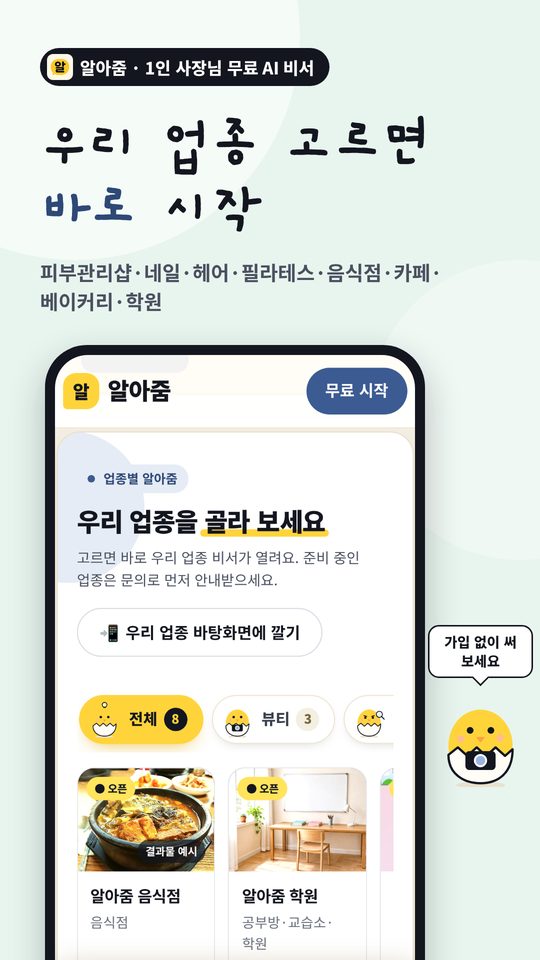 알 알아줌 · 1인 사장님 무료 AI 비서
우리 업종 고르면
바로 시작
피부관리샵·네일·헤어·필라테스·음식점·카페·
베이커리·학원
알 알아줌
무료 시작
업종별 알아줌
우리 업종을 골라 보세요
고르면 바로 우리 업종 비서가 열려요. 준비 중인
업종은 문의로 먼저 안내받으세요.
우리 업종 바탕화면에 깔기
가입 없이 써
보세요
전체 8
뷰티 3
오픈
결과물 예시
오픈
알아줌 음식점
음식점
알아줌 학원
공부방·교습소·
학원